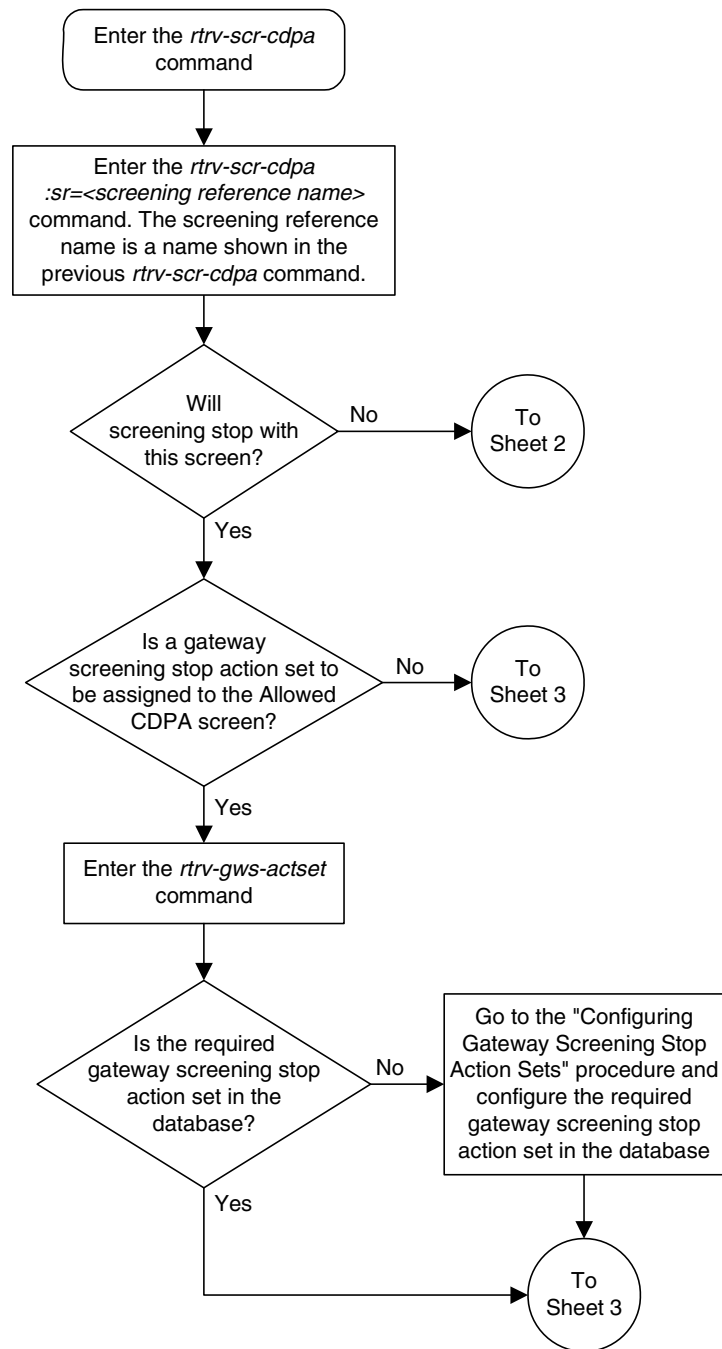 Enter the rtrv-scr-cdpa
command
Enter the rtrv-scr-cdpa
:sr=<screening reference name>
command. The screening reference
name is a name shown in the
previous rtrv-scr-cdpa command.
Will
screening stop with
this screen?
No
To
Sheet 2
Yes
Is a gateway
screening stop action set to
be assigned to the Allowed
CDPA screen?
No
To
Sheet 3
Yes
Enter the rtrv-gws-actset
command
Is the required
gateway screening stop
action set in the
database?
No
Go to the "Configuring
Gateway Screening Stop
Action Sets" procedure and
configure the required
gateway screening stop
action set in the database
Yes
To
Sheet 3